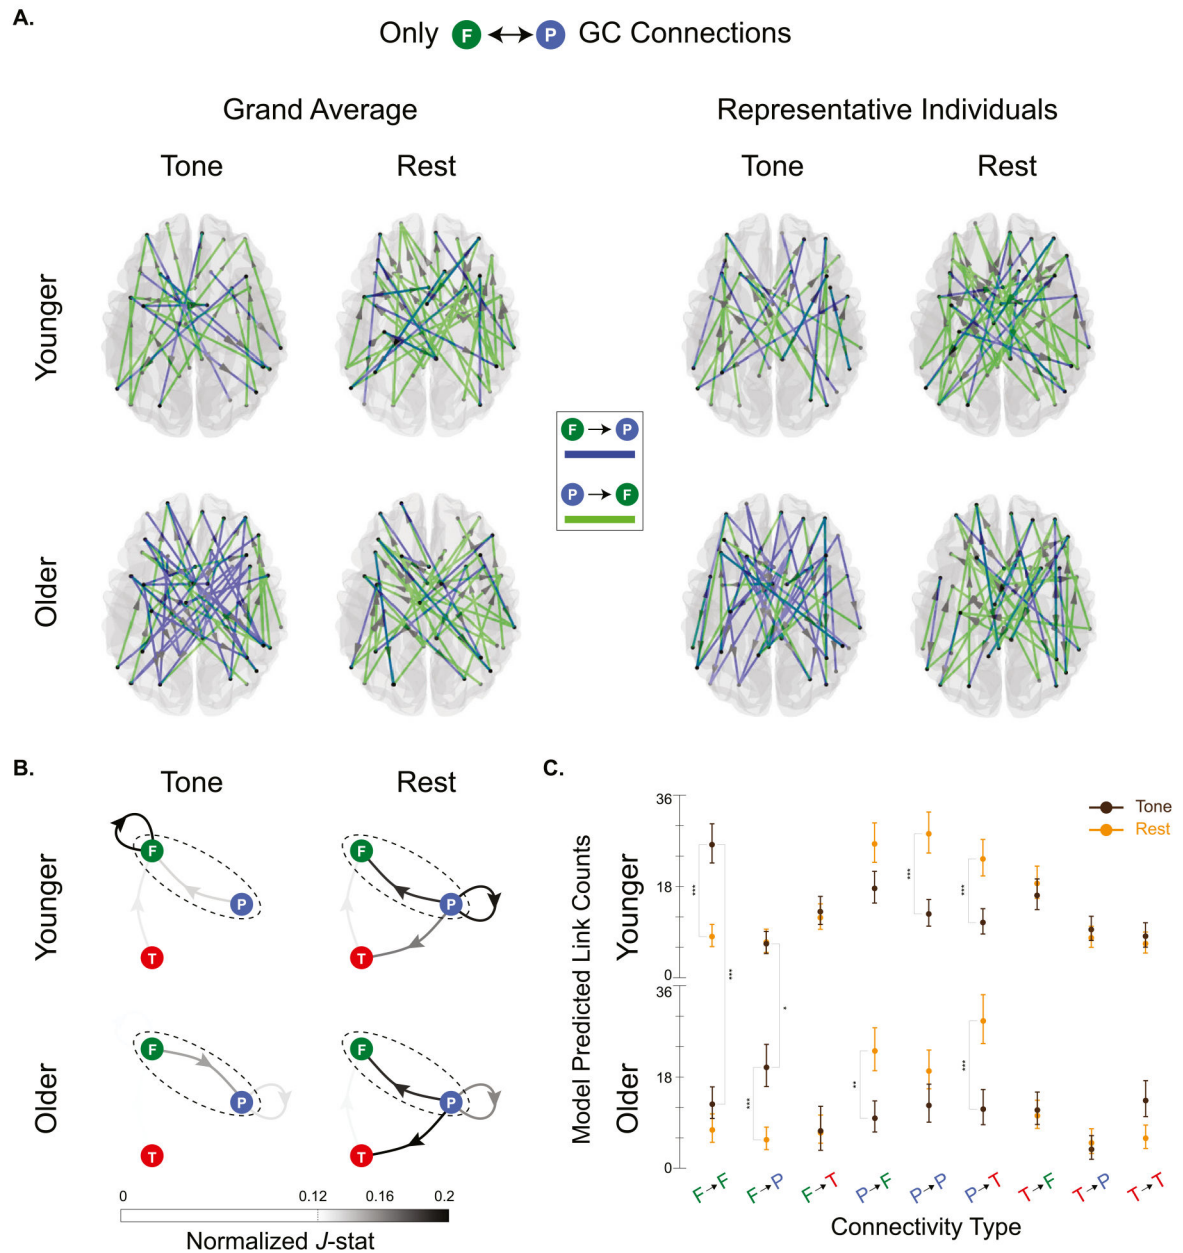 A.
Only F ↔ P GC Connections
Grand Average
Representative Individuals
Tone
Rest
Tone
Rest
Younger
Older
F → P
P → F
B.
Tone
Rest
Younger
Older
F
P
T
F
P
T
F
P
T
F
P
T
0
0.12
0.16
0.2
Normalized J-stat
C.
Model Predicted Link Counts
Younger
Older
36
18
0
36
18
0
Tone
Rest
***
***
*
***
**
***
***
***
F→F
F→P
F→T
P→F
P→P
P→T
T→F
T→P
T→T
Connectivity Type